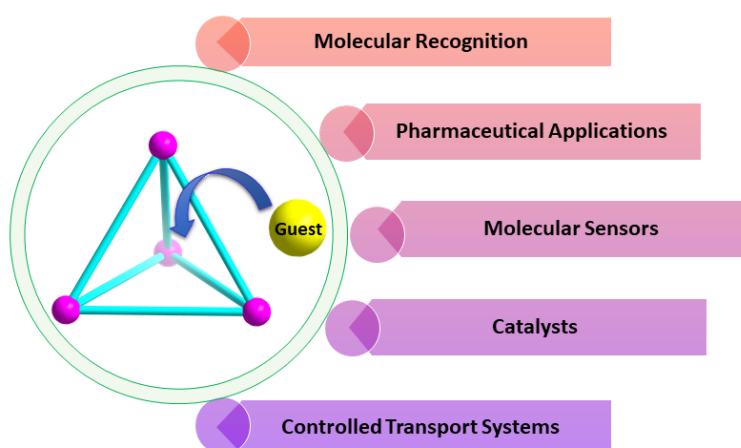 Molecular Recognition
Pharmaceutical Applications
Guest
Molecular Sensors
Catalysts
Controlled Transport Systems